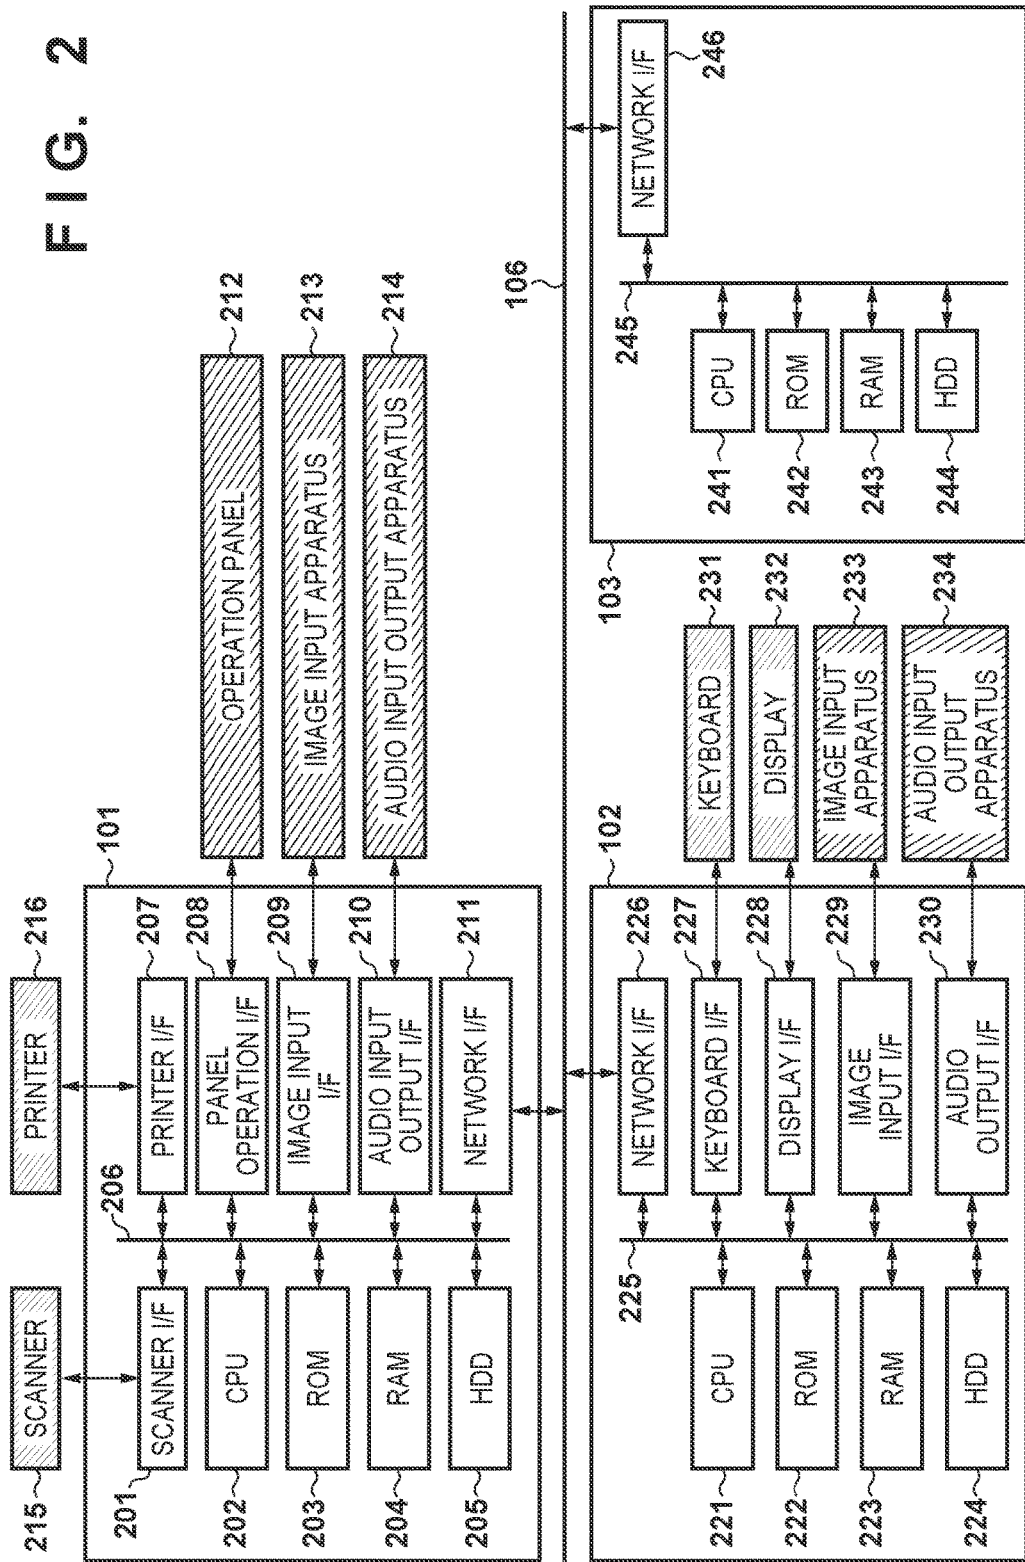 FIG. 2
215
SCANNER
PRINTER
216
101
201
SCANNER I/F
206
PRINTER I/F
207
202
CPU
PANEL
OPERATION I/F
208
OPERATION PANEL
212
203
ROM
IMAGE INPUT
I/F
209
IMAGE INPUT APPARATUS
213
204
RAM
AUDIO INPUT
OUTPUT I/F
210
AUDIO INPUT OUTPUT APPARATUS
214
205
HDD
NETWORK I/F
211
106
102
225
NETWORK I/F
226
221
CPU
KEYBOARD I/F
227
KEYBOARD
231
222
ROM
DISPLAY I/F
228
DISPLAY
232
223
RAM
IMAGE
INPUT I/F
229
IMAGE INPUT
APPARATUS
233
224
HDD
AUDIO
OUTPUT I/F
230
AUDIO INPUT
OUTPUT
APPARATUS
234
103
245
NETWORK I/F
246
241
CPU
242
ROM
243
RAM
244
HDD